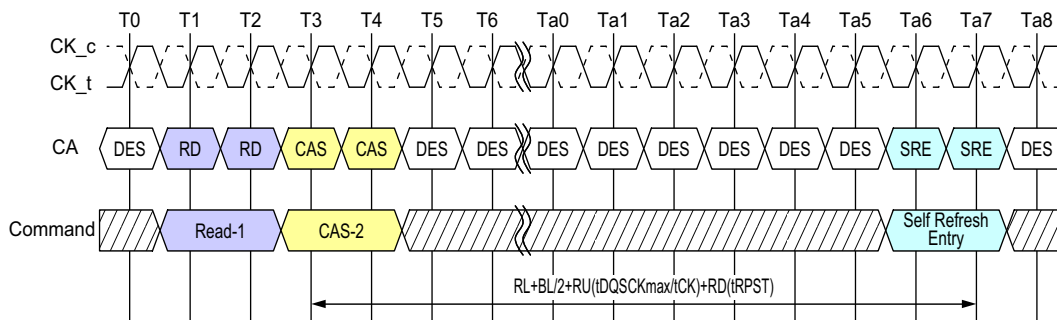 T0 T1 T2 T3 T4 T5 T6 Ta0 Ta1 Ta2 Ta3 Ta4 Ta5 Ta6 Ta7 Ta8
CK_c
CK_t
CA DES RD RD CAS CAS DES DES DES DES DES DES DES DES SRE SRE DES
Command Read-1 CAS-2 Self Refresh
Entry
RL+BL/2+RU(tDQSCKmax/tCK)+RD(tRPST)